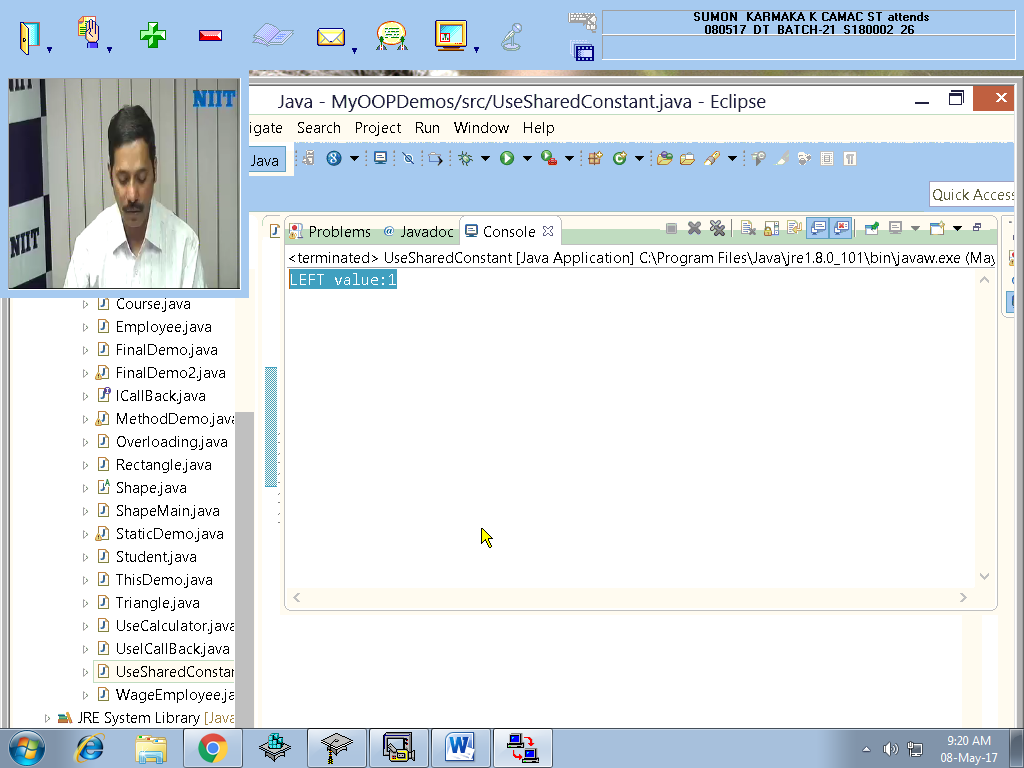 SUMON KARMAKA K CAMAC ST attends
080517 DT BATCH-21 S180002 26
NIIT
NIIT
Java - MyOOPDemos/src/UseSharedConstant.java - Eclipse
igate Search Project Run Window Help
Java
Quick Access
Problems @ Javadoc Console
<terminated> UseSharedConstant [Java Application] C:\Program Files\Java\jre1.8.0_101\bin\javaw.exe (May
LEFT value:1
Course.java
Employee.java
FinalDemo.java
FinalDemo2.java
ICallBack.java
MethodDemo.java
Overloading.java
Rectangle.java
Shape.java
ShapeMain.java
StaticDemo.java
Student.java
ThisDemo.java
Triangle.java
UseCalculator.java
UseICallBack.java
UseSharedConstan
WageEmployee.ja
JRE System Library [Java
9:20 AM
08-May-17